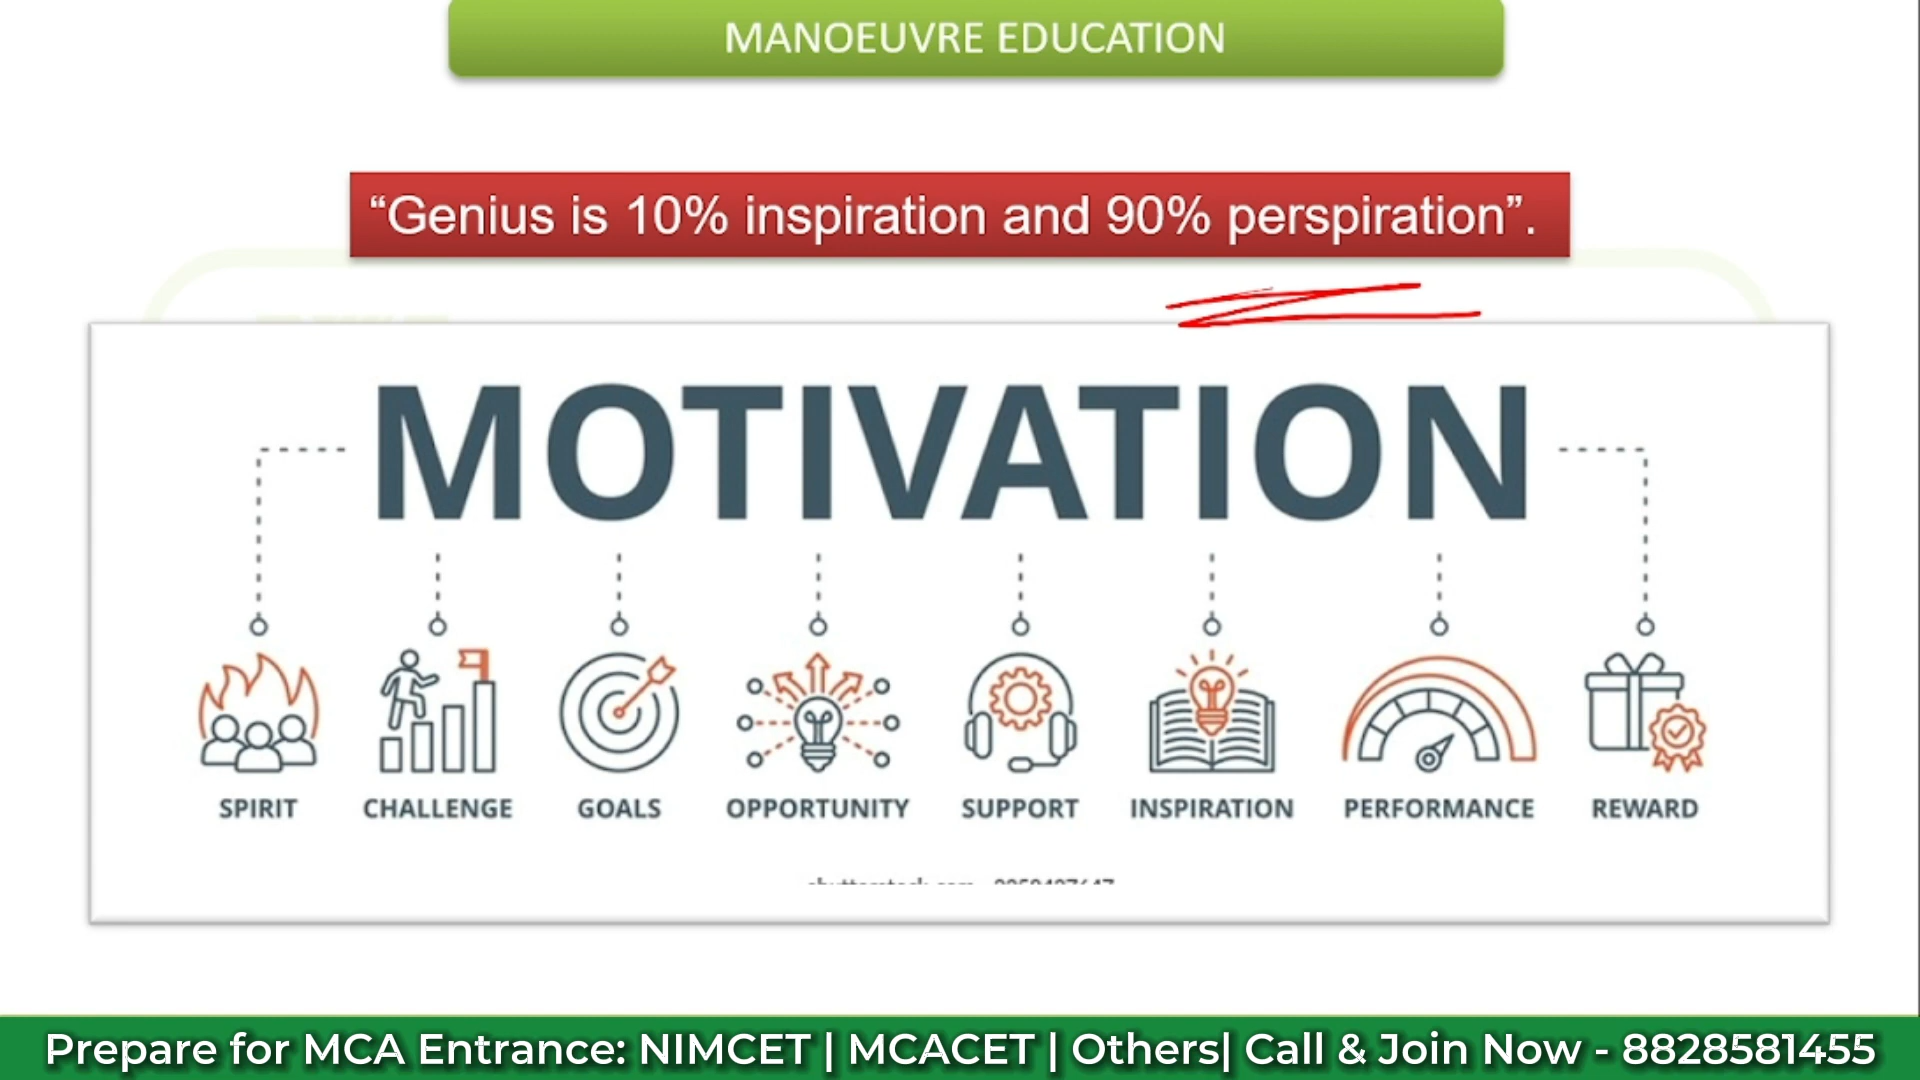 MANOEUVRE EDUCATION
“Genius is 10% inspiration and 90% perspiration”.
MOTIVATION
SPIRIT CHALLENGE GOALS OPPORTUNITY SUPPORT INSPIRATION PERFORMANCE REWARD
Prepare for MCA Entrance: NIMCET | MCACET | Others| Call & Join Now - 8828581455